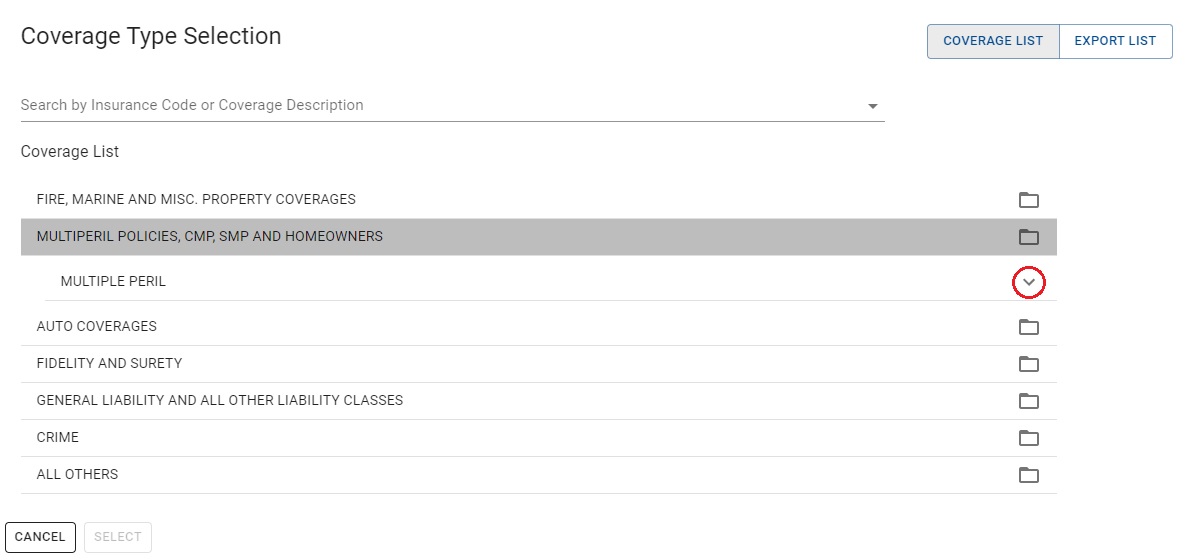 Coverage Type Selection
COVERAGE LIST
EXPORT LIST
Search by Insurance Code or Coverage Description
Coverage List
FIRE, MARINE AND MISC. PROPERTY COVERAGES
MULTIPERIL POLICIES, CMP, SMP AND HOMEOWNERS
MULTIPLE PERIL
AUTO COVERAGES
FIDELITY AND SURETY
GENERAL LIABILITY AND ALL OTHER LIABILITY CLASSES
CRIME
ALL OTHERS
CANCEL
SELECT